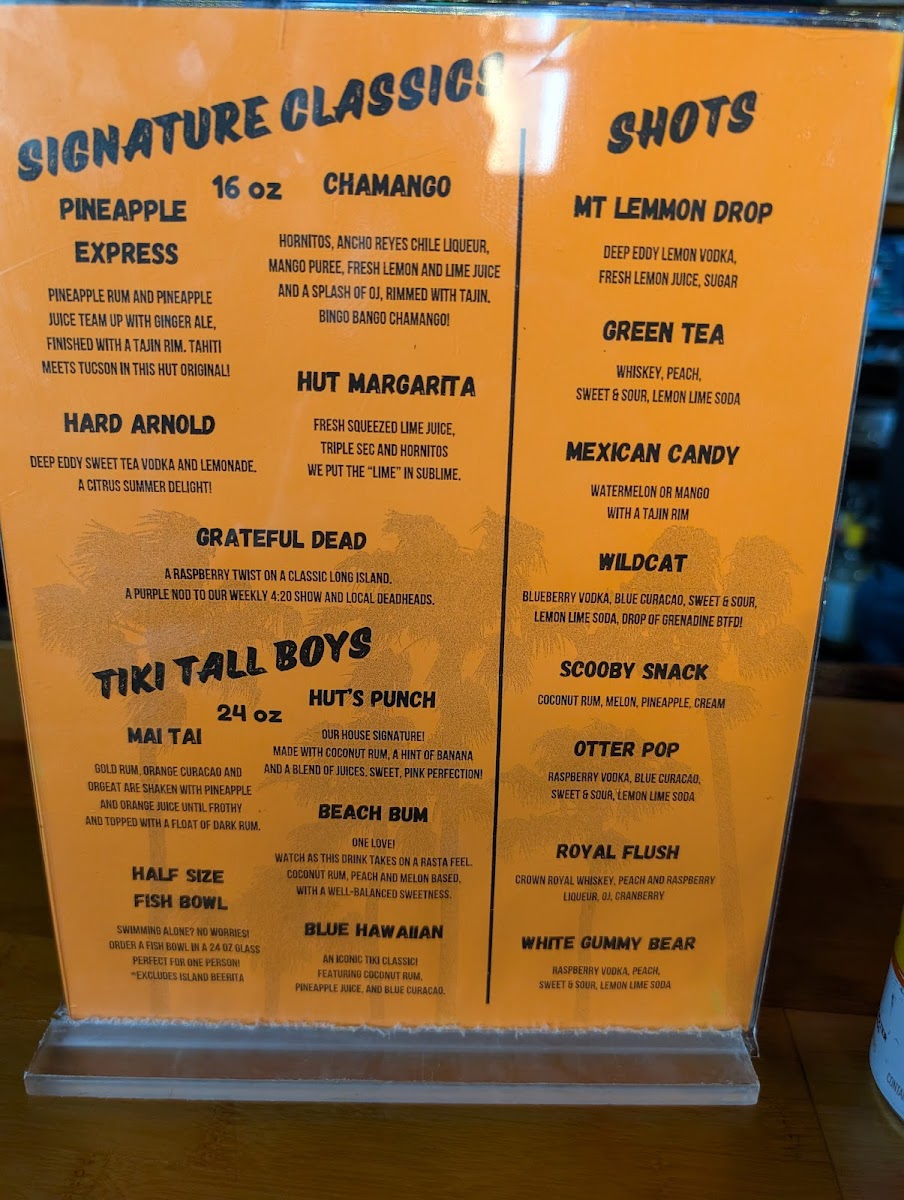 SIGNATURE CLASSICS
16 OZ
PINEAPPLE
EXPRESS
PINEAPPLE RUM AND PINEAPPLE
JUICE TEAM UP WITH GINGER ALE,
FINISHED WITH A TAJIN RIM. TAHITI
MEETS TUCSON IN THIS HUT ORIGINAL!
HARD ARNOLD
DEEP EDDY SWEET TEA VODKA AND LEMONADE.
A CITRUS SUMMER DELIGHT!
CHAMANGO
HORNITOS, ANCHO REYES CHILE LIQUEUR,
MANGO PUREE, FRESH LEMON AND LIME JUICE
AND A SPLASH OF OJ, RIMMED WITH TAJIN.
BINGO BANGO CHAMANGO!
HUT MARGARITA
FRESH SQUEEZED LIME JUICE,
TRIPLE SEC AND HORNITOS
WE PUT THE "LIME" IN SUBLIME.
GRATEFUL DEAD
A RASPBERRY TWIST ON A CLASSIC LONG ISLAND.
A PURPLE NOD TO OUR WEEKLY 4:20 SHOW AND LOCAL DEADHEADS.
TIKI TALL BOYS
24 OZ
MAI TAI
GOLD RUM, ORANGE CURACAO AND
ORGEAT ARE SHAKEN WITH PINEAPPLE
AND ORANGE JUICE UNTIL FROTHY
AND TOPPED WITH A FLOAT OF DARK RUM.
HALF SIZE
FISH BOWL
SWIMMING ALONE? NO WORRIES!
ORDER A FISH BOWL IN A 24 OZ GLASS
PERFECT FOR ONE PERSON!
*EXCLUDES ISLAND BEERITA
HUT'S PUNCH
OUR HOUSE SIGNATURE!
MADE WITH COCONUT RUM, A HINT OF BANANA
AND A BLEND OF JUICES, SWEET, PINK PERFECTION!
BEACH BUM
ONE LOVE!
WATCH AS THIS DRINK TAKES ON A RASTA FEEL.
COCONUT RUM, PEACH AND MELON BASED,
WITH A WELL-BALANCED SWEETNESS.
BLUE HAWAIIAN
AN ICONIC TIKI CLASSIC!
FEATURING COCONUT RUM,
PINEAPPLE JUICE, AND BLUE CURACAO.
SHOTS
MT LEMMON DROP
DEEP EDDY LEMON VODKA,
FRESH LEMON JUICE, SUGAR
GREEN TEA
WHISKEY, PEACH,
SWEET & SOUR, LEMON LIME SODA
MEXICAN CANDY
WATERMELON OR MANGO
WITH A TAJIN RIM
WILDCAT
BLUEBERRY VODKA, BLUE CURACAO, SWEET & SOUR,
LEMON LIME SODA, DROP OF GRENADINE BTFD!
SCOOBY SNACK
COCONUT RUM, MELON, PINEAPPLE, CREAM
OTTER POP
RASPBERRY VODKA, BLUE CURACAO,
SWEET & SOUR, LEMON LIME SODA
ROYAL FLUSH
CROWN ROYAL WHISKEY, PEACH AND RASPBERRY
LIQUEUR, OJ, CRANBERRY
WHITE GUMMY BEAR
RASPBERRY VODKA, PEACH,
SWEET & SOUR, LEMON LIME SODA